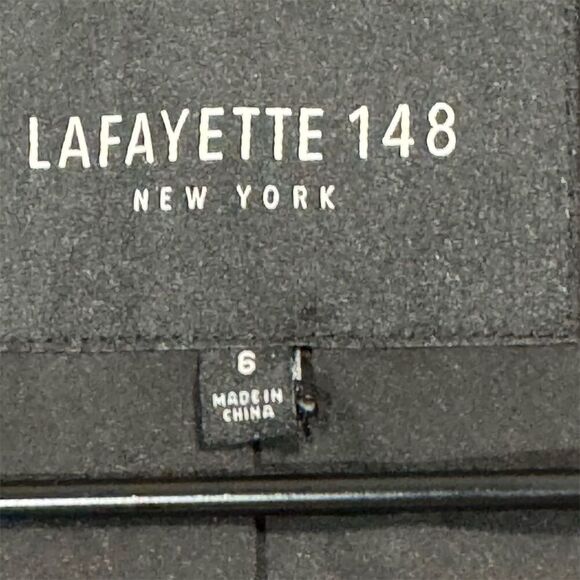 LAFAYETTE 148
NEW YORK
6
MADE IN
CHINA